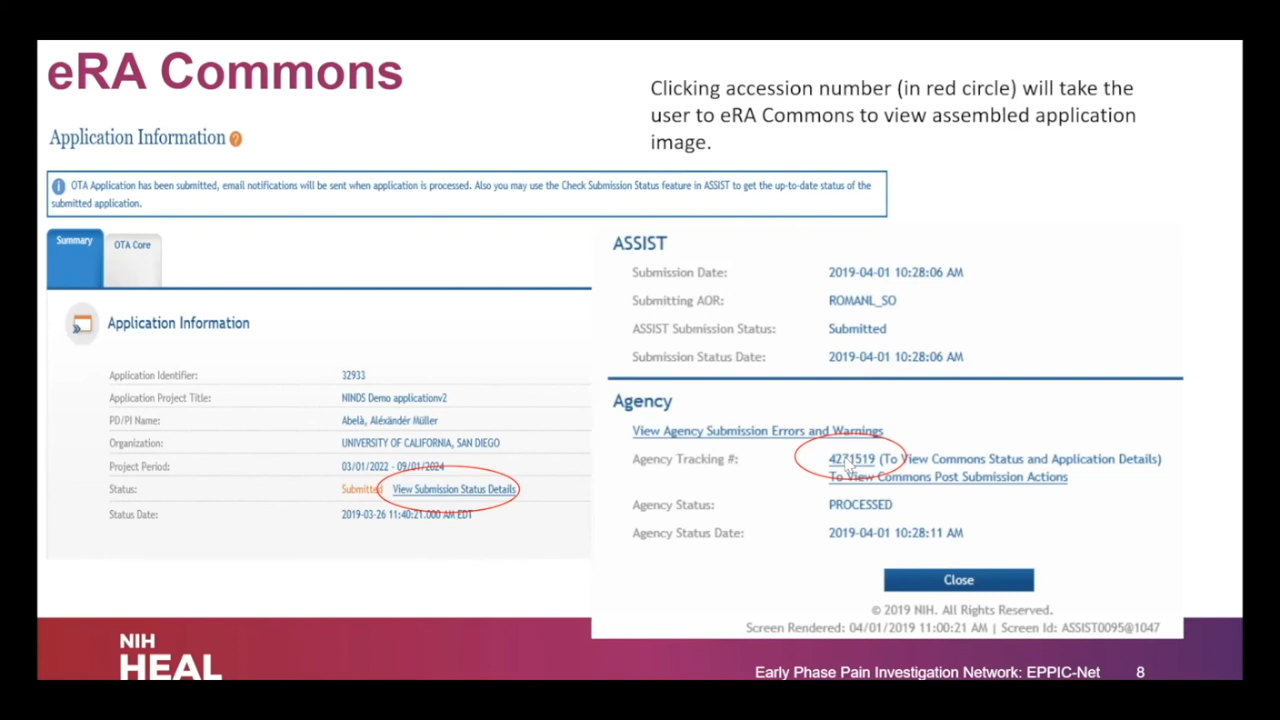 eRA Commons
Clicking accession number (in red circle) will take the
user to eRA Commons to view assembled application
image.
Application Information ?
i OTA Application has been submitted, email notifications will be sent when application is processed. Also you may use the Check Submission Status feature in ASSIST to get the up-to-date status of the
submitted application.
Summary
OTA Core
Application Information
Application Identifier: 32933
Application Project Title: NINDS Demo applicationv2
PD/PI Name: Abelà, Aléxándér Müller
Organization: UNIVERSITY OF CALIFORNIA, SAN DIEGO
Project Period: 03/01/2022 - 09/01/2024
Status: Submitted View Submission Status Details
Status Date: 2019-03-26 11:40:21.000 AM EDT
ASSIST
Submission Date: 2019-04-01 10:28:06 AM
Submitting AOR: ROMANL_SO
ASSIST Submission Status: Submitted
Submission Status Date: 2019-04-01 10:28:06 AM
Agency
View Agency Submission Errors and Warnings
Agency Tracking #: 4271519 (To View Commons Status and Application Details)
To View Commons Post Submission Actions
Agency Status: PROCESSED
Agency Status Date: 2019-04-01 10:28:11 AM
Close
© 2019 NIH. All Rights Reserved.
Screen Rendered: 04/01/2019 11:00:21 AM | Screen Id: ASSIST0095@1047
NIH
HEAL
Early Phase Pain Investigation Network: EPPIC-Net 8